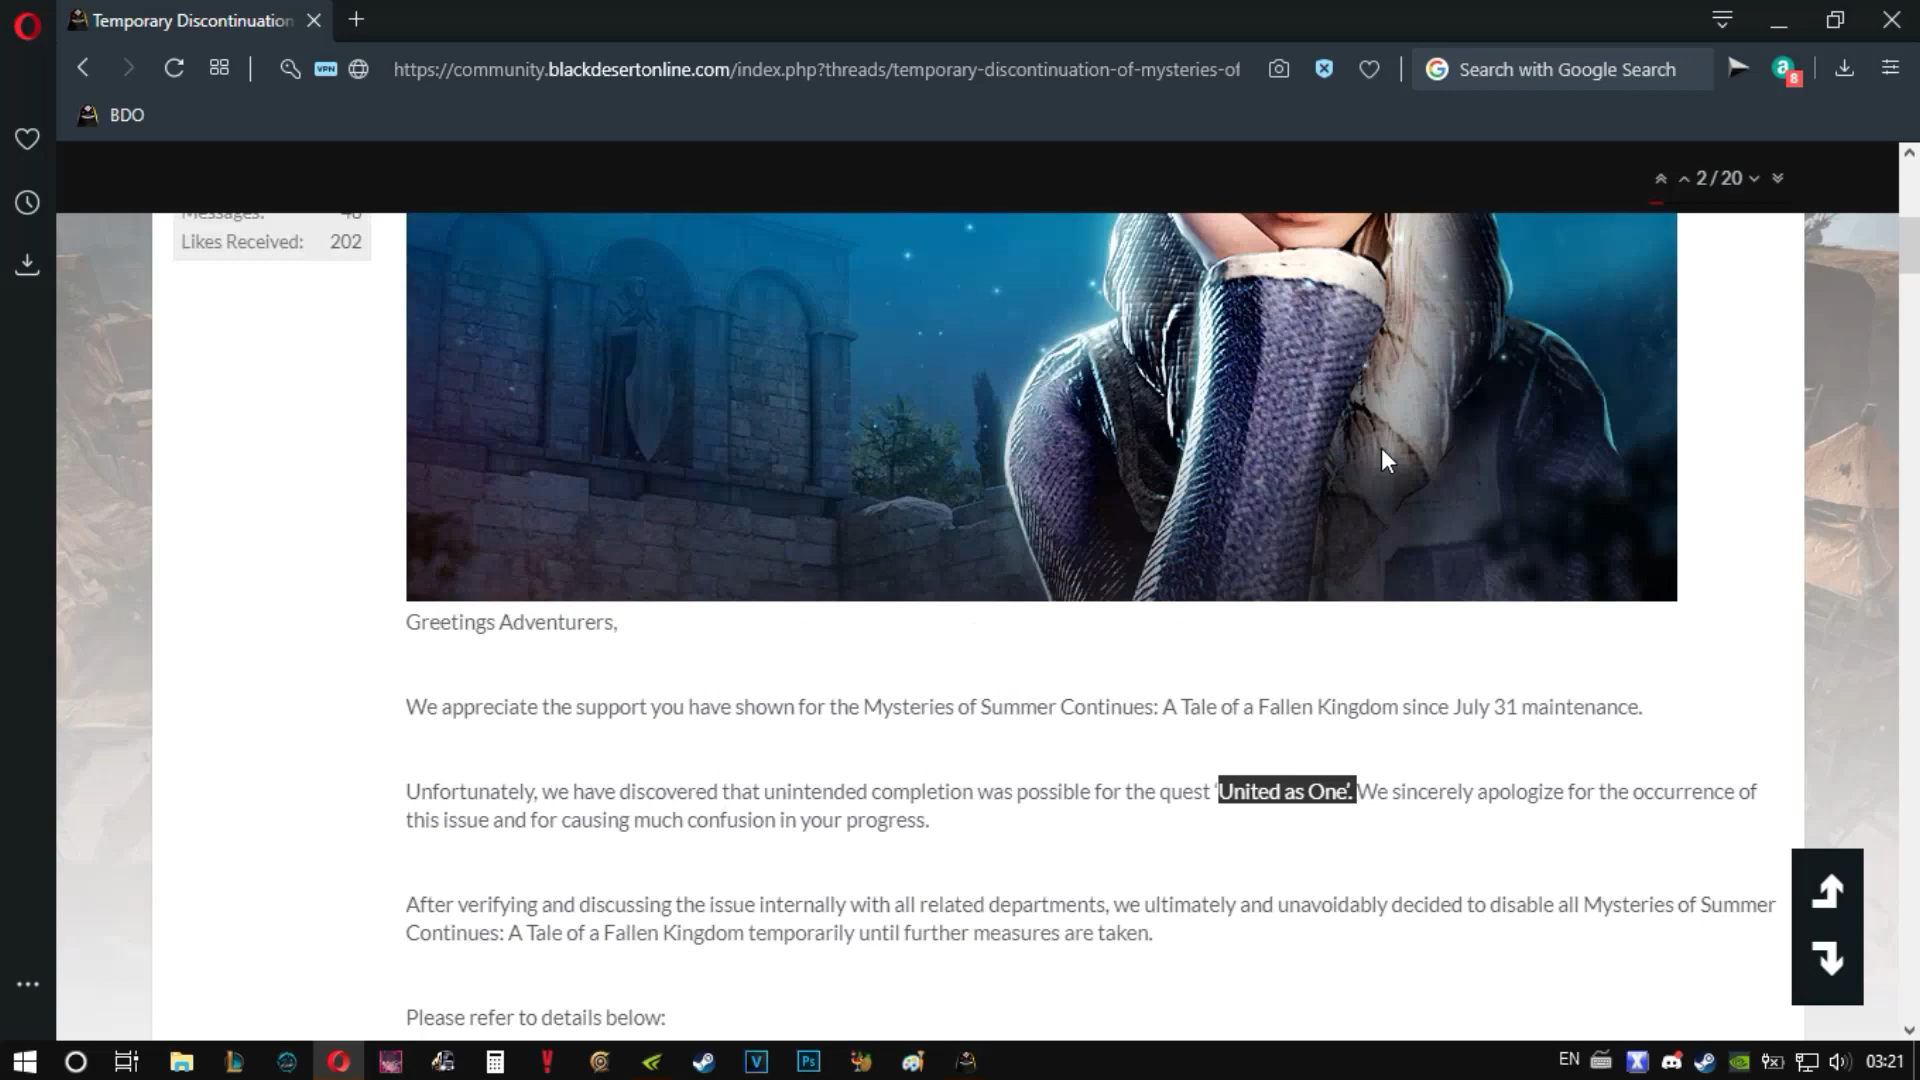 Temporary Discontinuation
VPN
https://community.blackdesertonline.com/index.php?threads/temporary-discontinuation-of-mysteries-of
Search with Google Search
a
8
BDO
2 / 20
Messages: 48
Likes Received: 202
Greetings Adventurers,
We appreciate the support you have shown for the Mysteries of Summer Continues: A Tale of a Fallen Kingdom since July 31 maintenance.
Unfortunately, we have discovered that unintended completion was possible for the quest ‘United as One’. We sincerely apologize for the occurrence of
this issue and for causing much confusion in your progress.
After verifying and discussing the issue internally with all related departments, we ultimately and unavoidably decided to disable all Mysteries of Summer
Continues: A Tale of a Fallen Kingdom temporarily until further measures are taken.
Please refer to details below:
V
Ps
EN
X
03:21